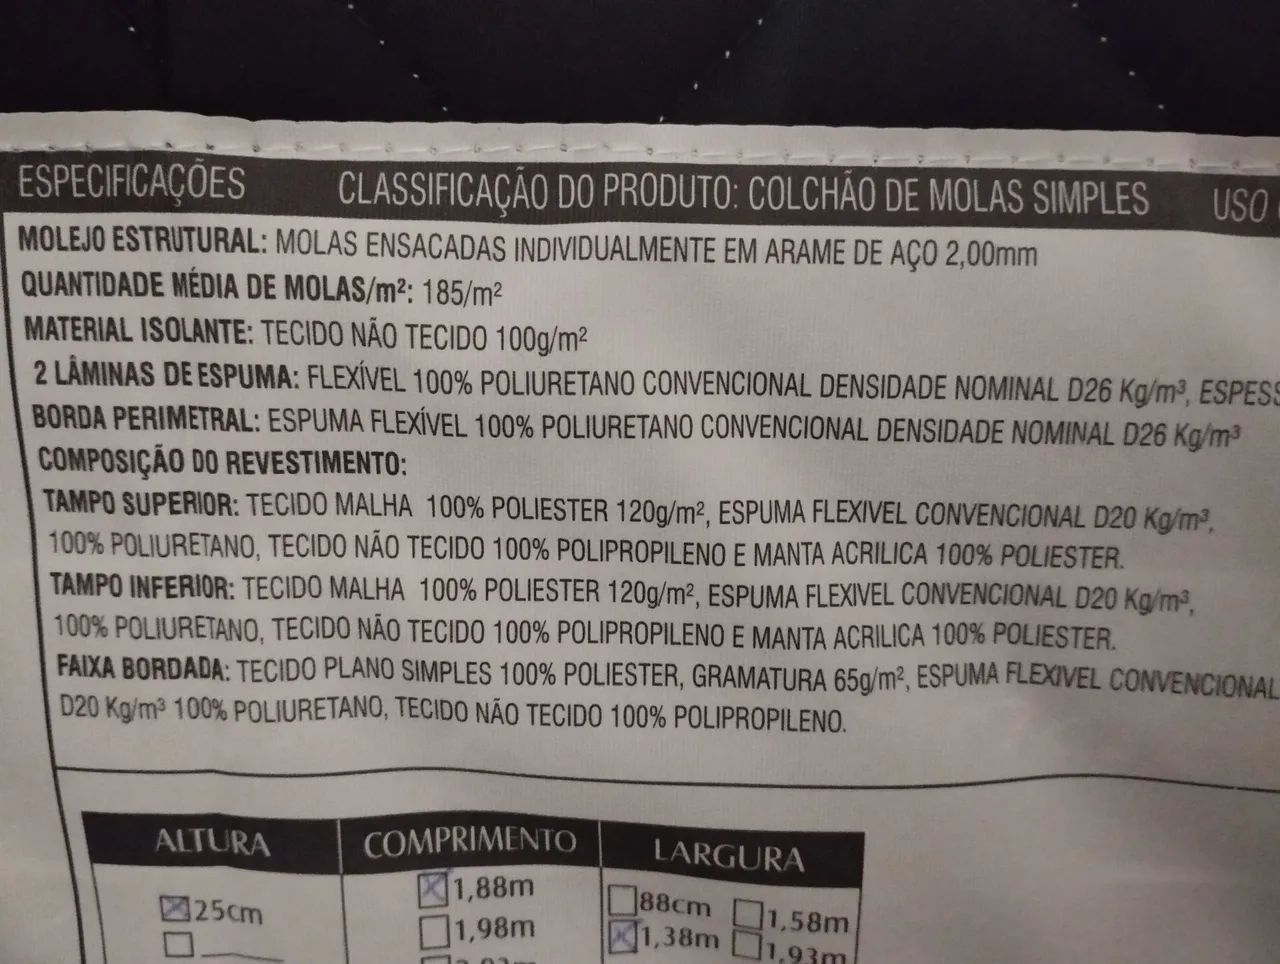 ESPECIFICAÇÕES CLASSIFICAÇÃO DO PRODUTO: COLCHÃO DE MOLAS SIMPLES USO
MOLEJO ESTRUTURAL: MOLAS ENSACADAS INDIVIDUALMENTE EM ARAME DE AÇO 2,00mm
QUANTIDADE MÉDIA DE MOLAS/m²: 185/m²
MATERIAL ISOLANTE: TECIDO NÃO TECIDO 100g/m²
2 LÂMINAS DE ESPUMA: FLEXÍVEL 100% POLIURETANO CONVENCIONAL DENSIDADE NOMINAL D26 Kg/m³,
BORDA PERIMETRAL: ESPUMA FLEXÍVEL 100% POLIURETANO CONVENCIONAL DENSIDADE NOMINAL D26 Kg/m³
COMPOSIÇÃO DO REVESTIMENTO:
TAMPO SUPERIOR: TECIDO MALHA 100% POLIESTER 120g/m², ESPUMA FLEXIVEL CONVENCIONAL D20 Kg/m³,
100% POLIURETANO, TECIDO NÃO TECIDO 100% POLIPROPILENO E MANTA ACRILICA 100% POLIESTER.
TAMPO INFERIOR: TECIDO MALHA 100% POLIESTER 120g/m², ESPUMA FLEXIVEL CONVENCIONAL D20 Kg/m³,
100% POLIURETANO, TECIDO NÃO TECIDO 100% POLIPROPILENO E MANTA ACRILICA 100% POLIESTER.
FAIXA BORDADA: TECIDO PLANO SIMPLES 100% POLIESTER, GRAMATURA 65g/m², ESPUMA FLEXIVEL CONVENCIONAL
D20 Kg/m³ 100% POLIURETANO, TECIDO NÃO TECIDO 100% POLIPROPILENO.
ALTURA COMPRIMENTO LARGURA
25cm 1,88m 88cm 1,58m
1,98m 1,38m 1,93m